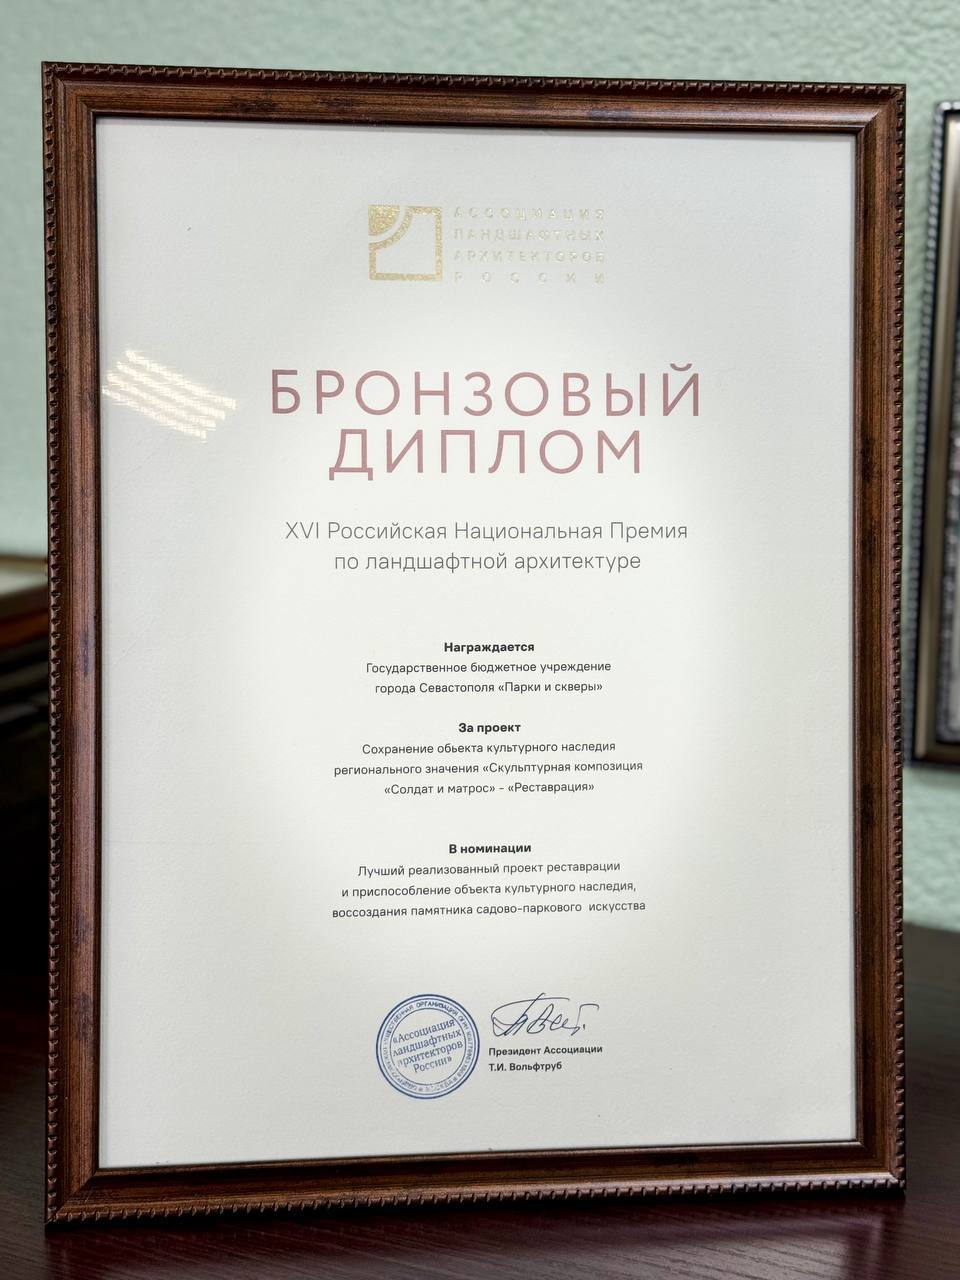 АССОЦИАЦИЯ
ЛАНДШАФТНЫХ
АРХИТЕКТОРОВ
РОССИИ
БРОНЗОВЫЙ
ДИПЛОМ
XVI Российская Национальная Премия
по ландшафтной архитектуре
Награждается
Государственное бюджетное учреждение
города Севастополя «Парки и скверы»
За проект
Сохранение обьекта культурного наследия
регионального значения «Скульптурная композиция
«Солдат и матрос» - «Реставрация»
В номинации
Лучший реализованный проект реставрации
и приспособление объекта культурного наследия,
воссоздания памятника садово-паркового искусства
«Ассоциация
ландшафтных
архитекторов
России»
Президент Ассоциации
Т.И. Вольфтруб